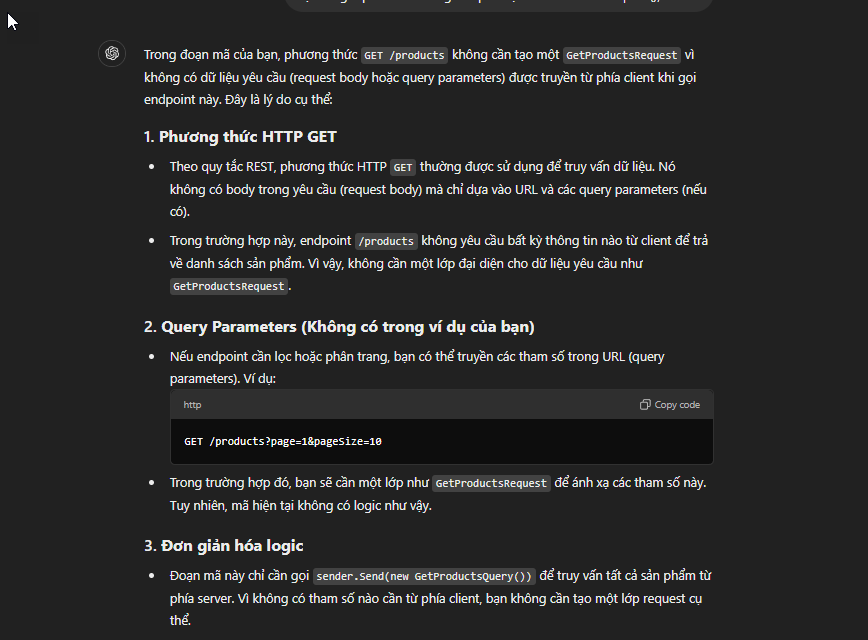 Trong đoạn mã của bạn, phương thức GET /products không cần tạo một GetProductsRequest vì
không có dữ liệu yêu cầu (request body hoặc query parameters) được truyền từ phía client khi gọi
endpoint này. Đây là lý do cụ thể:
1. Phương thức HTTP GET
• Theo quy tắc REST, phương thức HTTP GET thường được sử dụng để truy vấn dữ liệu. Nó
không có body trong yêu cầu (request body) mà chỉ dựa vào URL và các query parameters (nếu
có).
• Trong trường hợp này, endpoint /products không yêu cầu bất kỳ thông tin nào từ client để trả
về danh sách sản phẩm. Vì vậy, không cần một lớp đại diện cho dữ liệu yêu cầu như
GetProductsRequest.
2. Query Parameters (Không có trong ví dụ của bạn)
• Nếu endpoint cần lọc hoặc phân trang, bạn có thể truyền các tham số trong URL (query
parameters). Ví dụ:
http Copy code
GET /products?page=1&pageSize=10
• Trong trường hợp đó, bạn sẽ cần một lớp như GetProductsRequest để ánh xạ các tham số này.
Tuy nhiên, mã hiện tại không có logic như vậy.
3. Đơn giản hóa logic
• Đoạn mã này chỉ cần gọi sender.Send(new GetProductsQuery()) để truy vấn tất cả sản phẩm từ
phía server. Vì không có tham số nào cần từ phía client, bạn không cần tạo một lớp request cụ
thể.